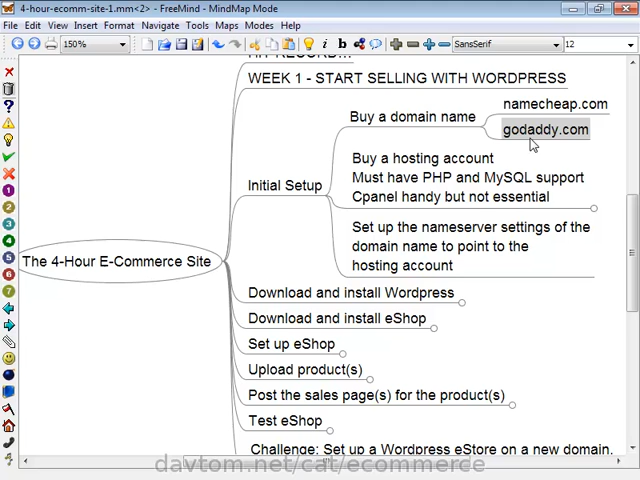 4-hour-ecomm-site-1.mm<2> - FreeMind - MindMap Mode
File Edit View Insert Format Navigate Tools Maps Modes Help
150% SansSerif 12
WEEK 1 - START SELLING WITH WORDPRESS
namecheap.com
Buy a domain name
godaddy.com
Buy a hosting account
Must have PHP and MySQL support
Cpanel handy but not essential
Initial Setup
Set up the nameserver settings of the
domain name to point to the
hosting account
The 4-Hour E-Commerce Site
Download and install Wordpress
Download and install eShop
Set up eShop
Upload product(s)
Post the sales page(s) for the product(s)
Test eShop
Challenge: Set up a Wordpress eStore on a new domain.
davtom.net/cat/ecommerce